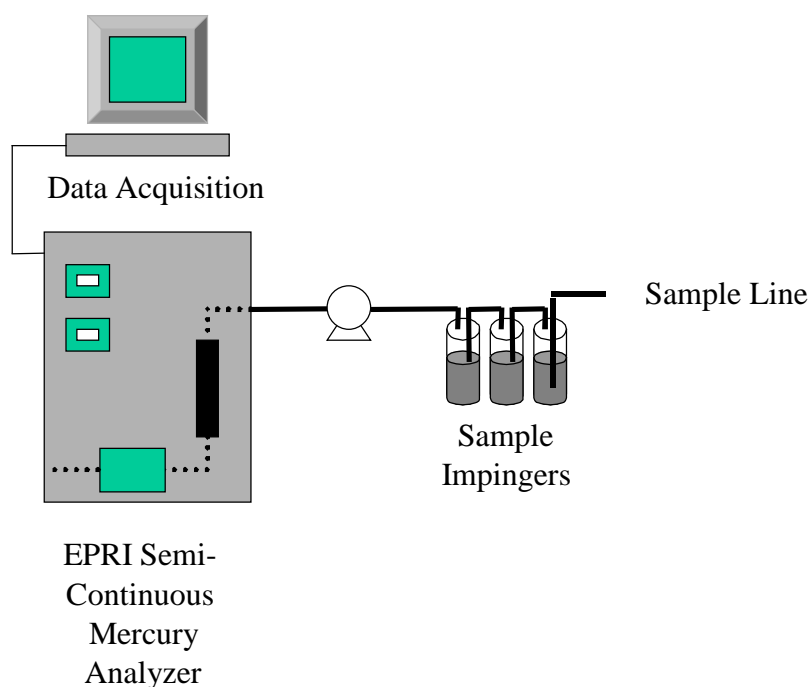 Data Acquisition
Sample Line
Sample
Impingers
EPRI Semi-
Continuous
Mercury
Analyzer